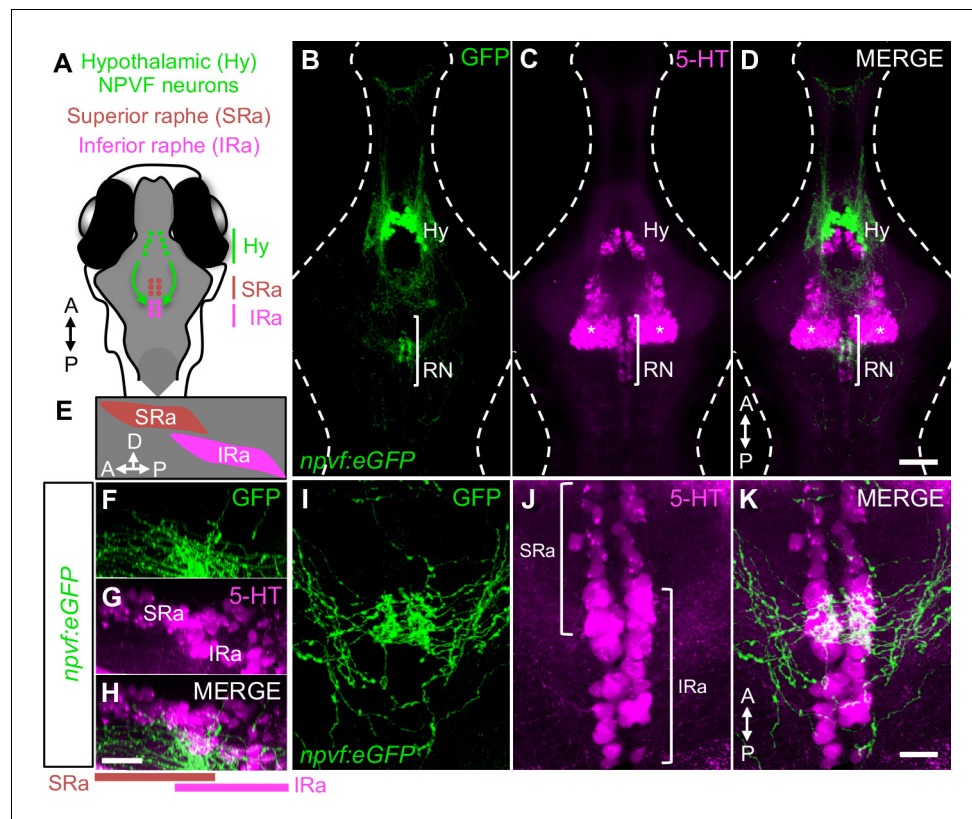 A
Hypothalamic (Hy)
NPVF neurons
Superior raphe (SRa)
Inferior raphe (IRa)
Hy
SRa
IRa
A
P
B
GFP
Hy
RN
npvf:eGFP
C
5-HT
Hy
*
*
RN
D
MERGE
Hy
*
*
RN
A
P
E
SRa
IRa
D
A
P
npvf:eGFP
F
GFP
G
5-HT
SRa
IRa
H
MERGE
SRa
IRa
I
GFP
npvf:eGFP
J
5-HT
SRa
IRa
K
MERGE
A
P